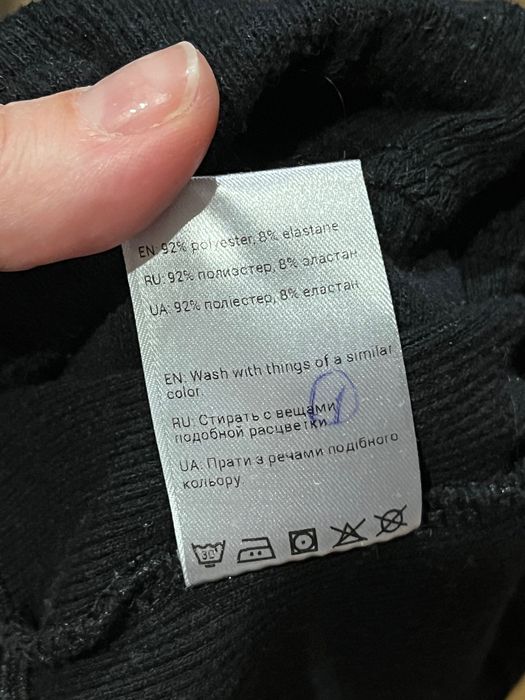 EN: 92% polyester, 8% elastane
RU: 92% полиэстер, 8% эластан
UA: 92% поліестер, 8% еластан
EN: Wash with things of a similar
color.
RU: Стирать с вещами
подобной расцветки.
UA: Прати з речами подібного
кольору.
30°